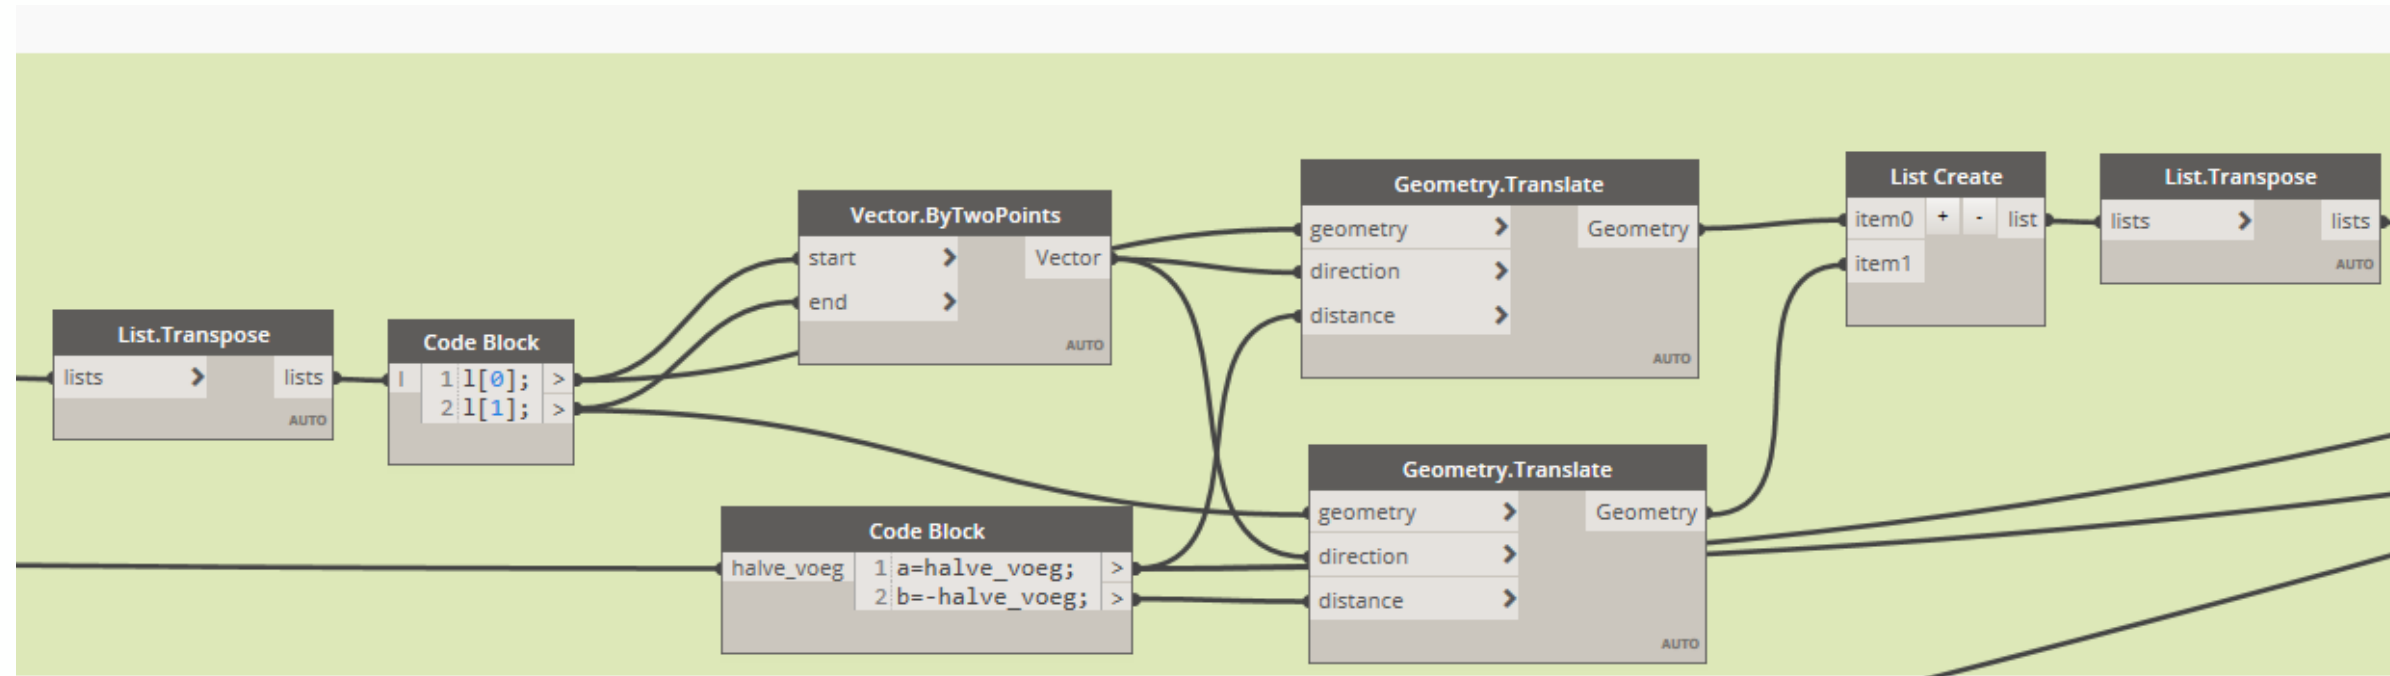 List.Transpose
lists > lists
AUTO
Code Block
l 1 l[0]; >
2 l[1]; >
Vector.ByTwoPoints
start > Vector
end >
AUTO
Code Block
halve_voeg 1 a=halve_voeg; >
2 b=-halve_voeg; >
Geometry.Translate
geometry > Geometry
direction >
distance >
AUTO
Geometry.Translate
geometry > Geometry
direction >
distance >
AUTO
List Create
item0 + - list
item1
List.Transpose
lists > lists
AUTO